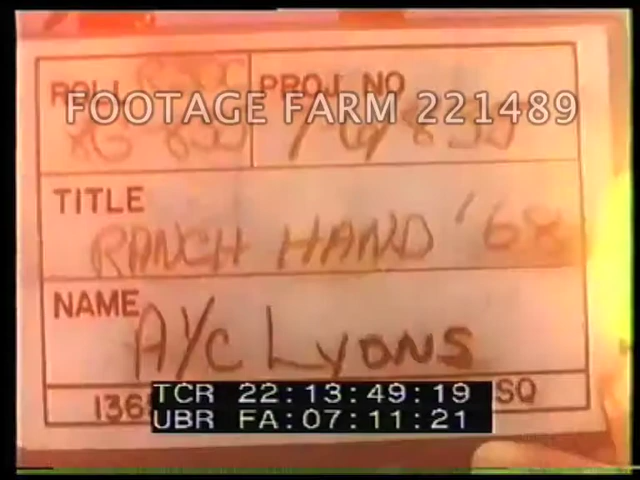 ROLL PROJ NO
FOOTAGE FARM 221489
TITLE
RANCH HAND '68
NAME
A/C LYONS
136 SQ
TCR 22:13:49:19
UBR FA:07:11:21